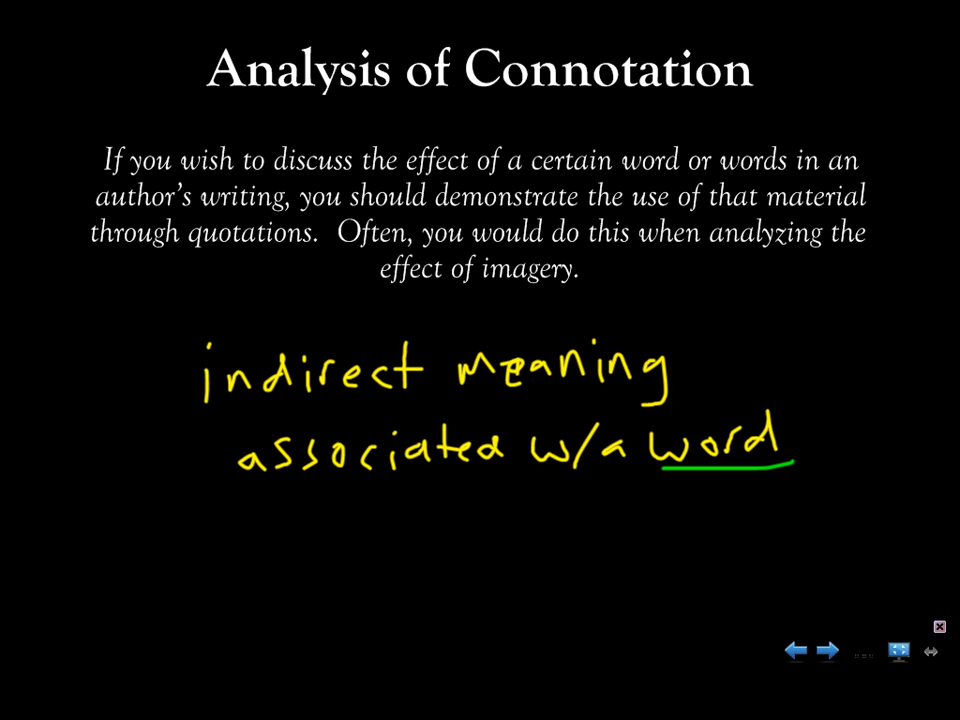 Analysis of Connotation
If you wish to discuss the effect of a certain word or words in an
author's writing, you should demonstrate the use of that material
through quotations.  Often, you would do this when analyzing the
effect of imagery.
indirect meaning
associated w/a word